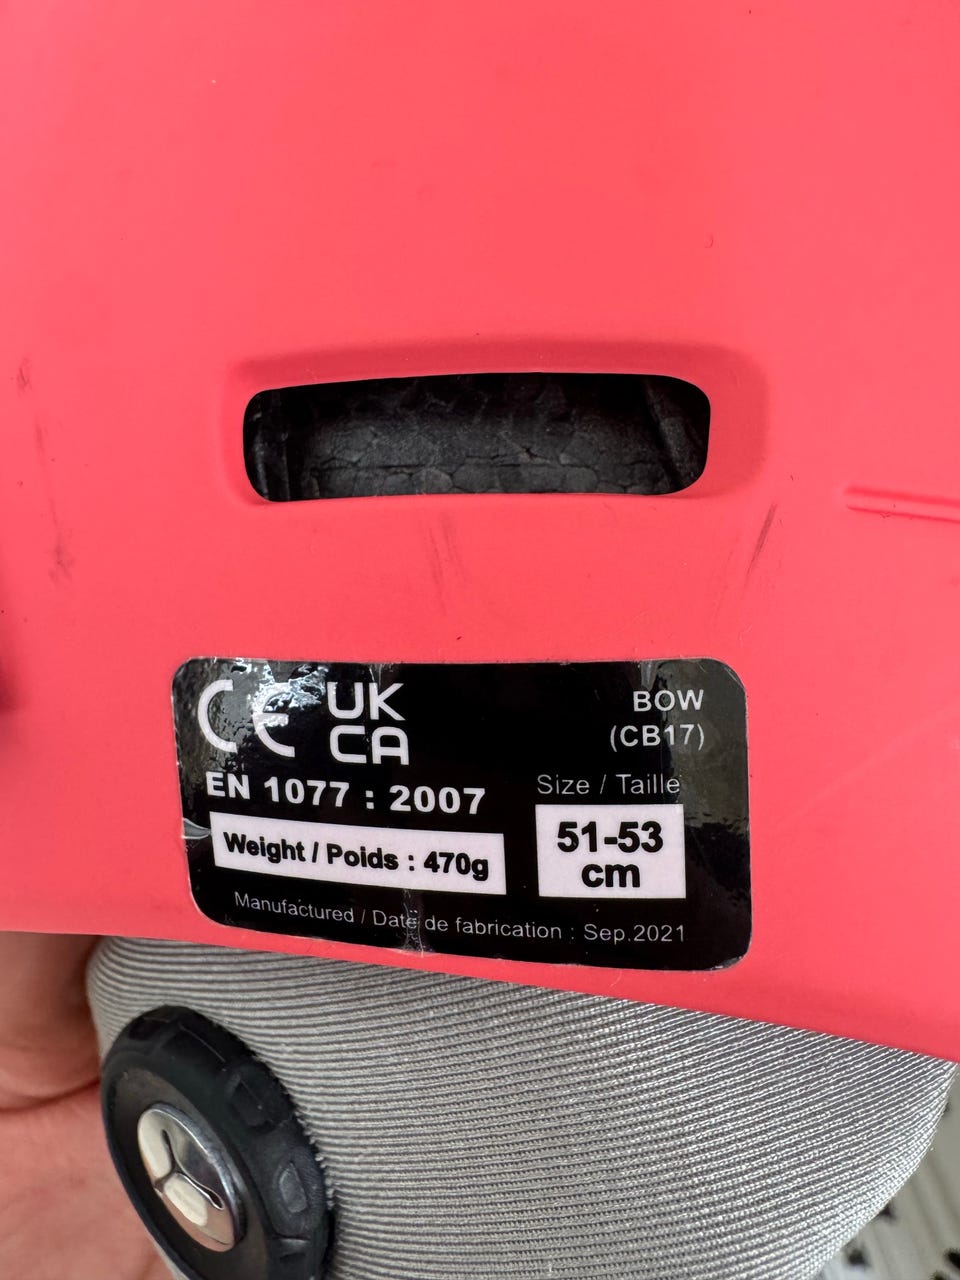 CE UK CA
BOW
(CB17)
EN 1077 : 2007
Size / Taille
Weight / Poids : 470g
51-53
cm
Manufactured / Date de fabrication : Sep.2021